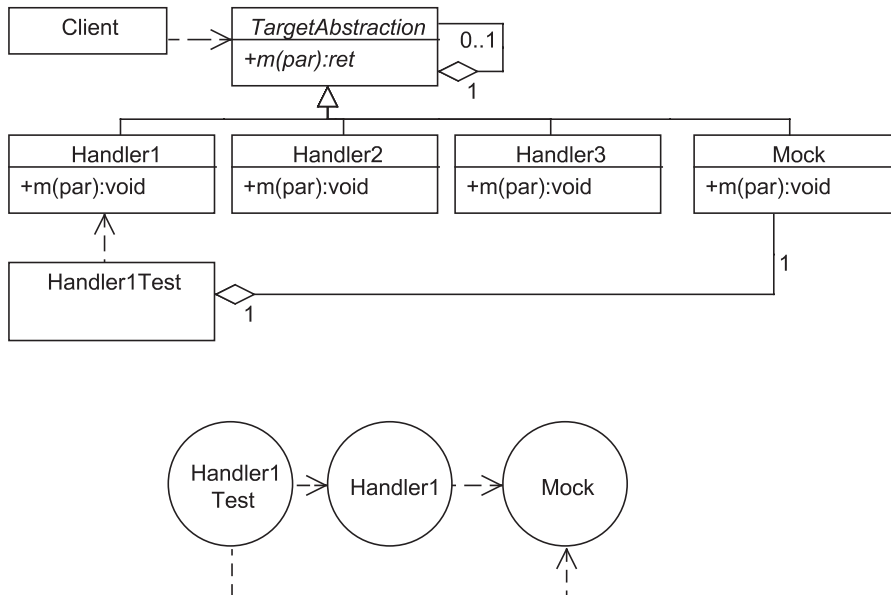 Client
TargetAbstraction
+m(par):ret
0..1
1
Handler1
+m(par):void
Handler2
+m(par):void
Handler3
+m(par):void
Mock
+m(par):void
Handler1Test
1
1
Handler1
Test
Handler1
Mock